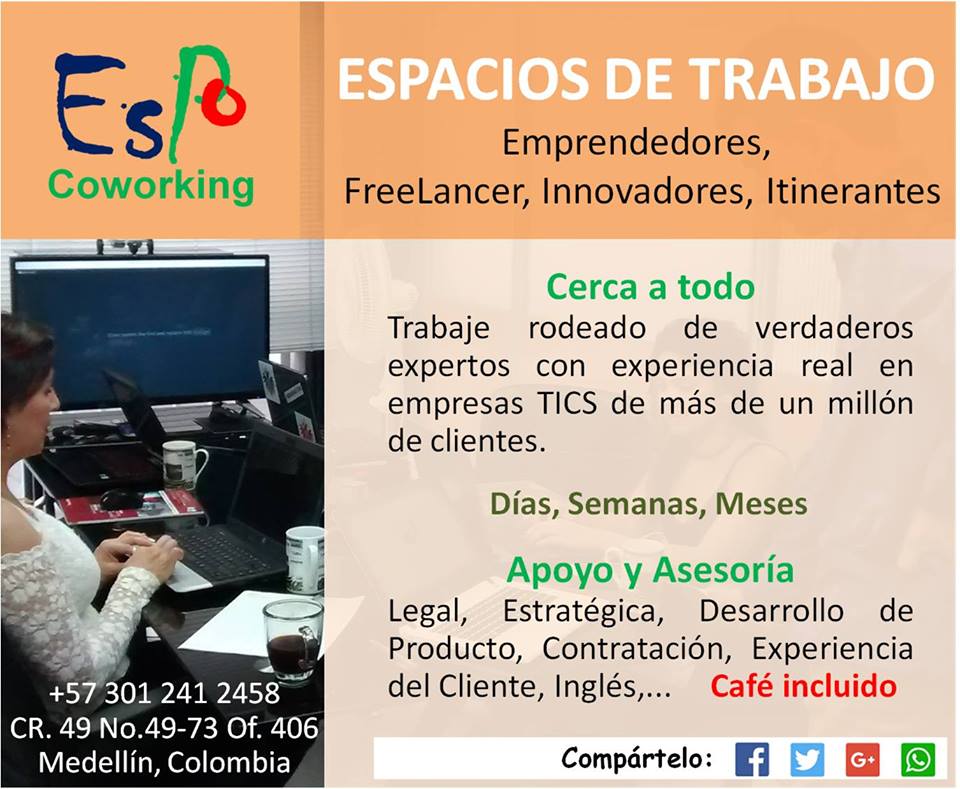 EsPo
Coworking
ESPACIOS DE TRABAJO
Emprendedores,
FreeLancer, Innovadores, Itinerantes
Cerca a todo
Trabaje rodeado de verdaderos
expertos con experiencia real en
empresas TICS de más de un millón
de clientes.
Días, Semanas, Meses
Apoyo y Asesoría
Legal, Estratégica, Desarrollo de
Producto, Contratación, Experiencia
del Cliente, Inglés,... Café incluido
+57 301 241 2458
CR. 49 No.49-73 Of. 406
Medellín, Colombia
Compártelo: